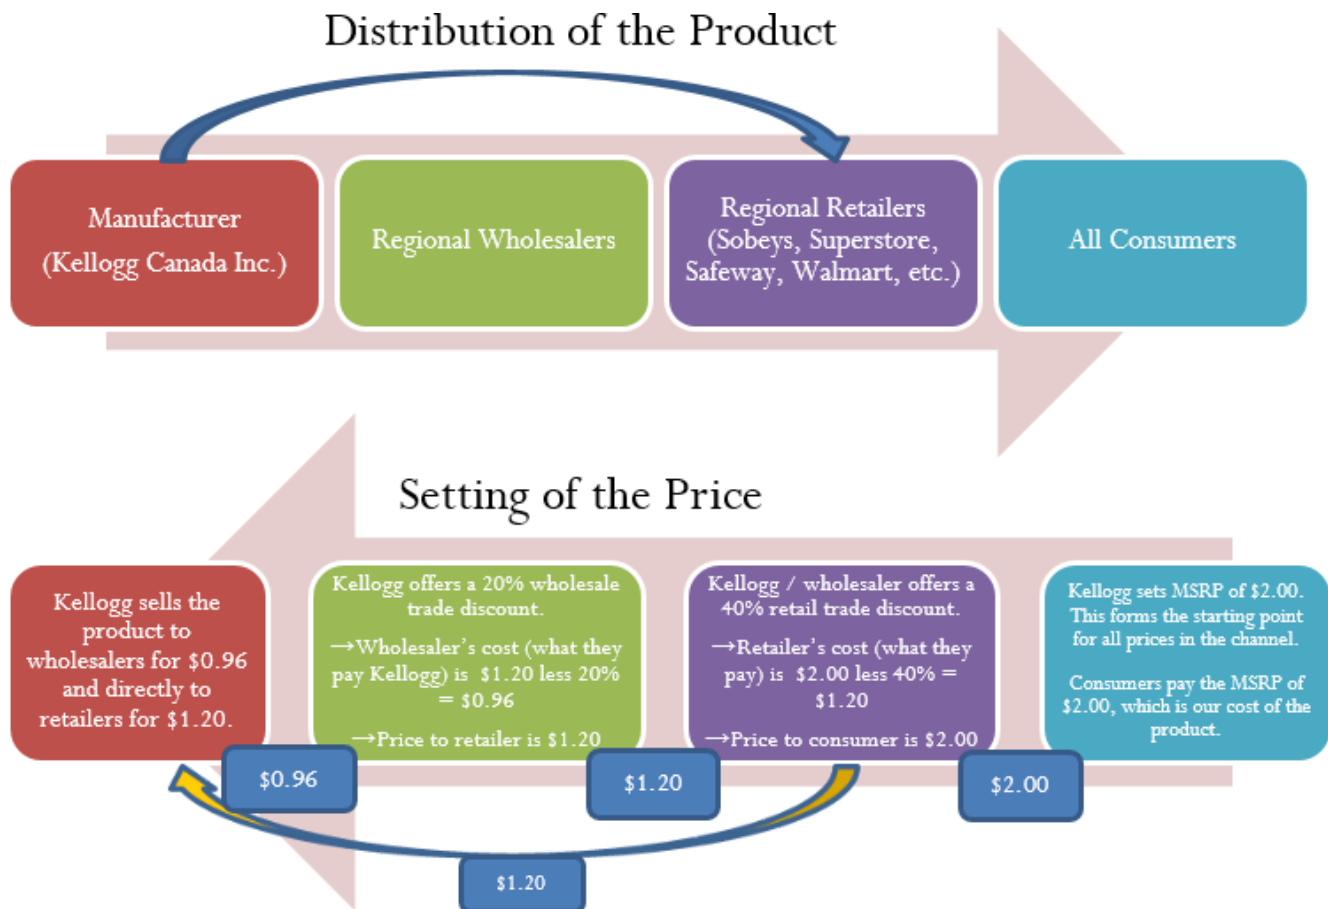 Distribution of the Product
Manufacturer
(Kellogg Canada Inc.)
Regional Wholesalers
Regional Retailers
(Sobeys, Superstore,
Safeway, Walmart, etc.)
All Consumers
Setting of the Price
Kellogg sells the
product to
wholesalers for $0.96
and directly to
retailers for $1.20.
Kellogg offers a 20% wholesale
trade discount.
→Wholesaler’s cost (what they
pay Kellogg) is $1.20 less 20%
= $0.96
→Price to retailer is $1.20
Kellogg / wholesaler offers a
40% retail trade discount.
→Retailer’s cost (what they
pay) is $2.00 less 40% =
$1.20
→Price to consumer is $2.00
Kellogg sets MSRP of $2.00.
This forms the starting point
for all prices in the channel.
Consumers pay the MSRP of
$2.00, which is our cost of the
product.
$0.96
$1.20
$2.00
$1.20